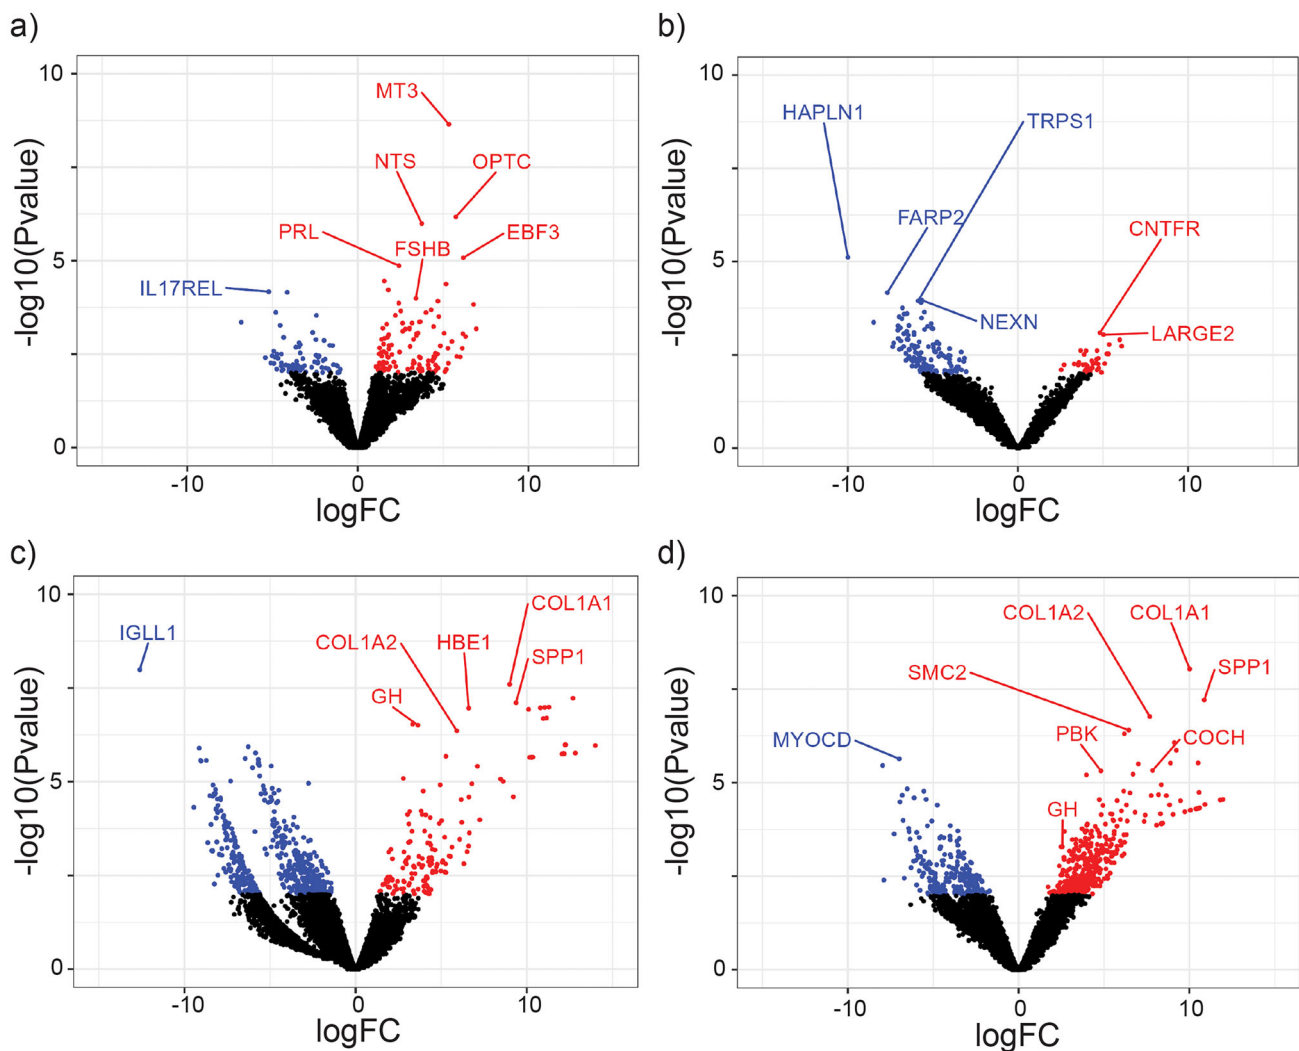 a)
10
5
0
-log10(Pvalue)
MT3
NTS
OPTC
PRL
FSHB
EBF3
IL17REL
-10
0
10
logFC
b)
10
5
0
-log10(Pvalue)
HAPLN1
TRPS1
FARP2
CNTFR
NEXN
LARGE2
-10
0
10
logFC
c)
10
5
0
-log10(Pvalue)
IGLL1
COL1A1
COL1A2
HBE1
SPP1
GH
-10
0
10
logFC
d)
10
5
0
-log10(Pvalue)
COL1A2
COL1A1
SMC2
SPP1
MYOCD
PBK
COCH
GH
-10
0
10
logFC